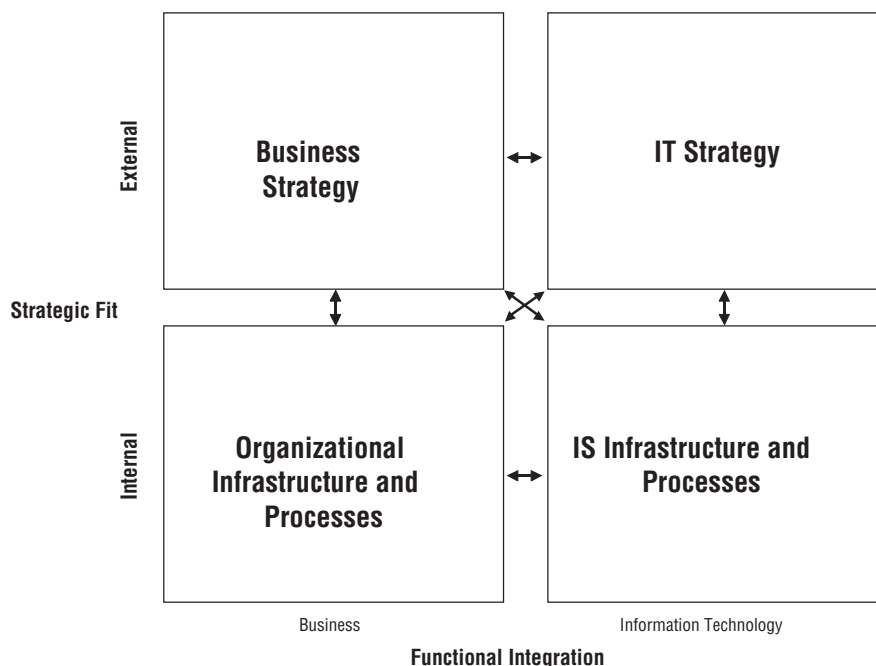 External
Business
Strategy
IT Strategy
Strategic Fit
Internal
Organizational
Infrastructure and
Processes
IS Infrastructure and
Processes
Business
Information Technology
Functional Integration